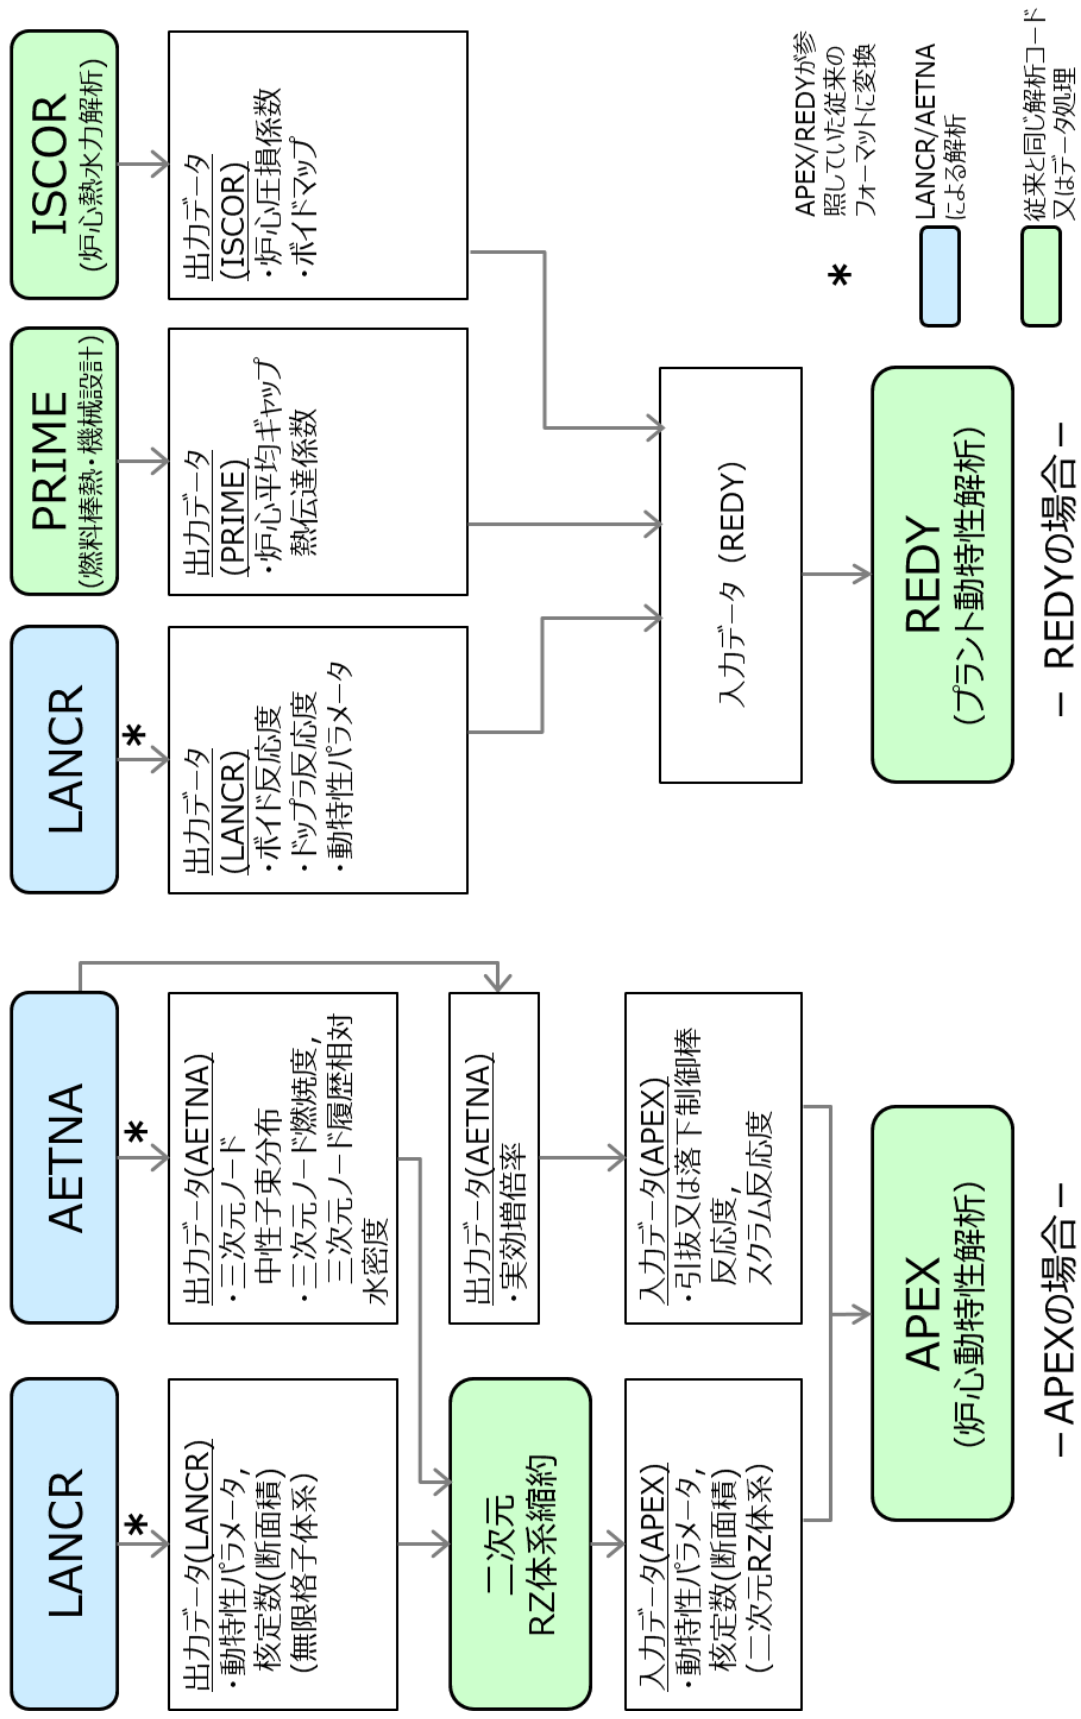 LANCR
*
出力データ(LANCR)
・動特性パラメータ,
核定数(断面積)
(無限格子体系)
二次元
RZ体系縮約
入力データ(APEX)
・動特性パラメータ,
核定数(断面積)
(二次元RZ体系)
AETNA
*
出力データ(AETNA)
・三次元ノード
中性子束分布
・三次元ノード燃焼度,
三次元ノード履歴相対
水密度
出力データ(AETNA)
・実効増倍率
入力データ(APEX)
・引抜又は落下制御棒
反応度,
スクラム反応度
APEX
(炉心動特性解析)
－APEXの場合－
LANCR
*
出力データ
(LANCR)
・ボイド反応度
・ドップラ反応度
・動特性パラメータ
PRIME
(燃料棒熱・機械設計)
出力データ
(PRIME)
・炉心平均ギャップ
熱伝達係数
ISCOR
(炉心熱水力解析)
出力データ
(ISCOR)
・炉心圧損係数
・ボイドマップ
入力データ (REDY)
REDY
(プラント動特性解析)
－ REDYの場合－
*
APEX/REDYが参
照していた従来の
フォーマットに変換
LANCR/AETNA
による解析
従来と同じ解析コード
又はデータ処理